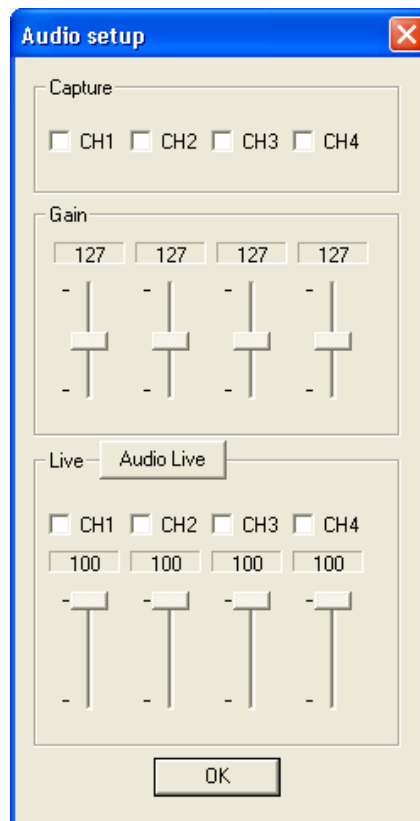 Audio setup
Capture
CH1 CH2 CH3 CH4
Gain
127 127 127 127
Live Audio Live
CH1 CH2 CH3 CH4
100 100 100 100
OK